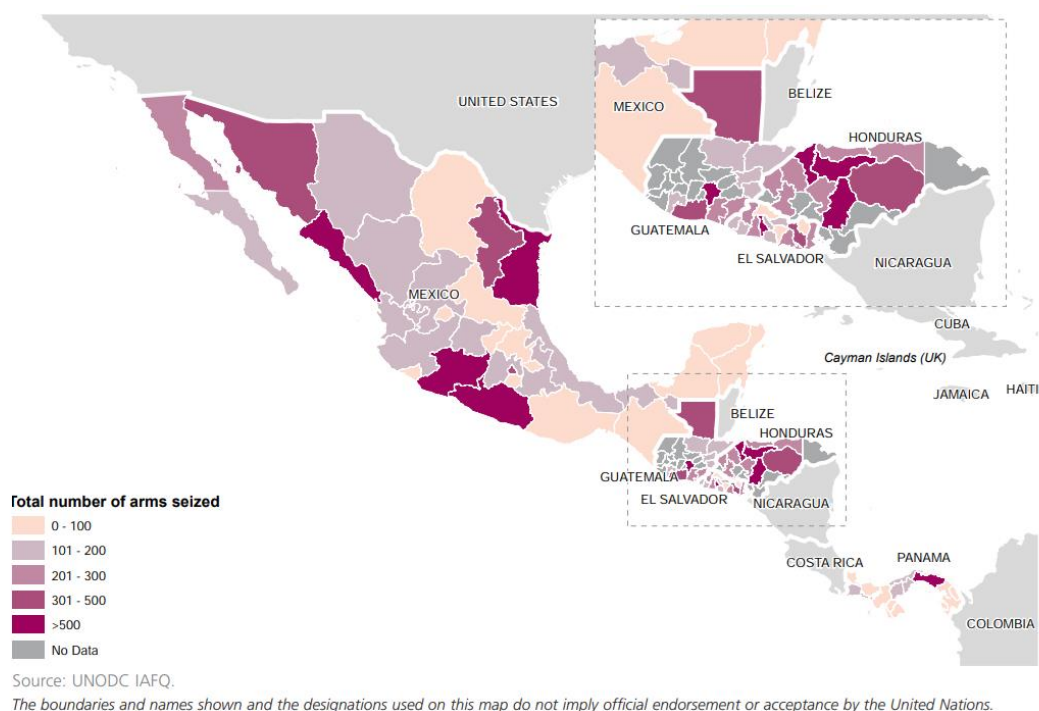 UNITED STATES
BELIZE
MEXICO
HONDURAS
GUATEMALA
EL SALVADOR
NICARAGUA
MEXICO
CUBA
Cayman Islands (UK)
JAMAICA
HAITI
BELIZE
HONDURAS
GUATEMALA
EL SALVADOR
NICARAGUA
COSTA RICA
PANAMA
COLOMBIA
Total number of arms seized
0 - 100
101 - 200
201 - 300
301 - 500
>500
No Data
Source: UNODC IAFQ.
The boundaries and names shown and the designations used on this map do not imply official endorsement or acceptance by the United Nations.